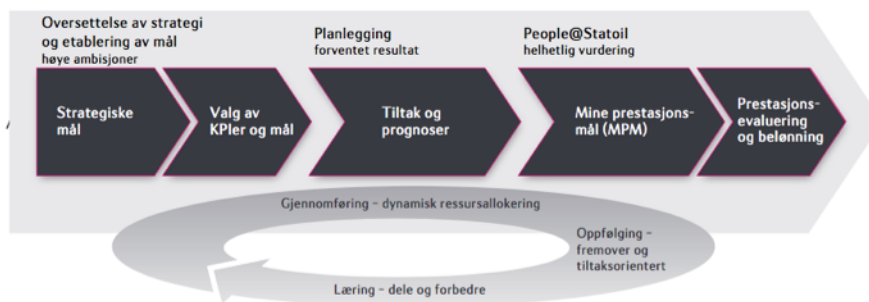 Oversettelse av strategi
og etablering av mål
høye ambisjoner
Planlegging
forventet resultat
People@Statoil
helhetlig vurdering
Strategiske
mål
Valg av
KPIer og mål
Tiltak og
prognoser
Mine prestasjons-
mål (MPM)
Prestasjons-
evaluering
og belønning
Gjennomføring – dynamisk ressursallokering
Oppfølging –
fremover og
tiltaksorientert
Læring – dele og forbedre